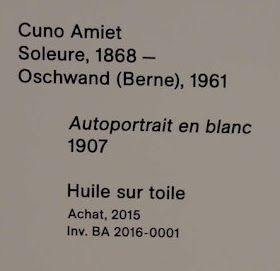 Cuno Amiet
Soleure, 1868 —
Oschwand (Berne), 1961
Autoportrait en blanc
1907
Huile sur toile
Achat, 2015
Inv. BA 2016-0001